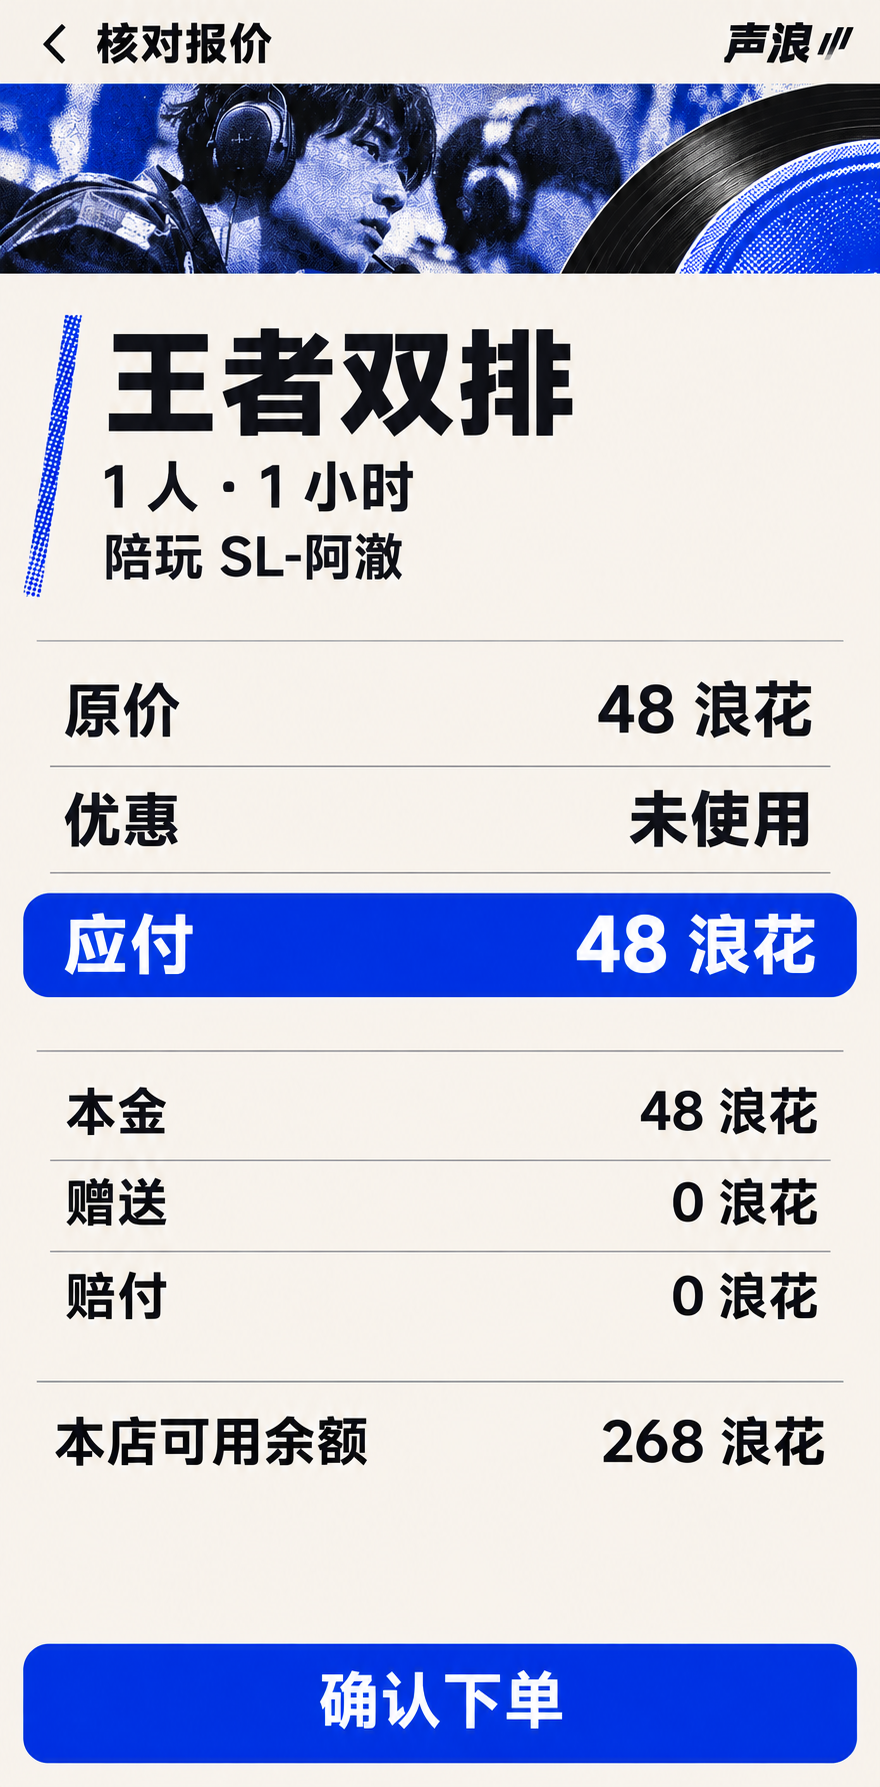 核对报价
声浪
王者双排
1 人 · 1 小时
陪玩 SL-阿澈
原价 48 浪花
优惠 未使用
应付 48 浪花
本金 48 浪花
赠送 0 浪花
赔付 0 浪花
本店可用余额 268 浪花
确认下单